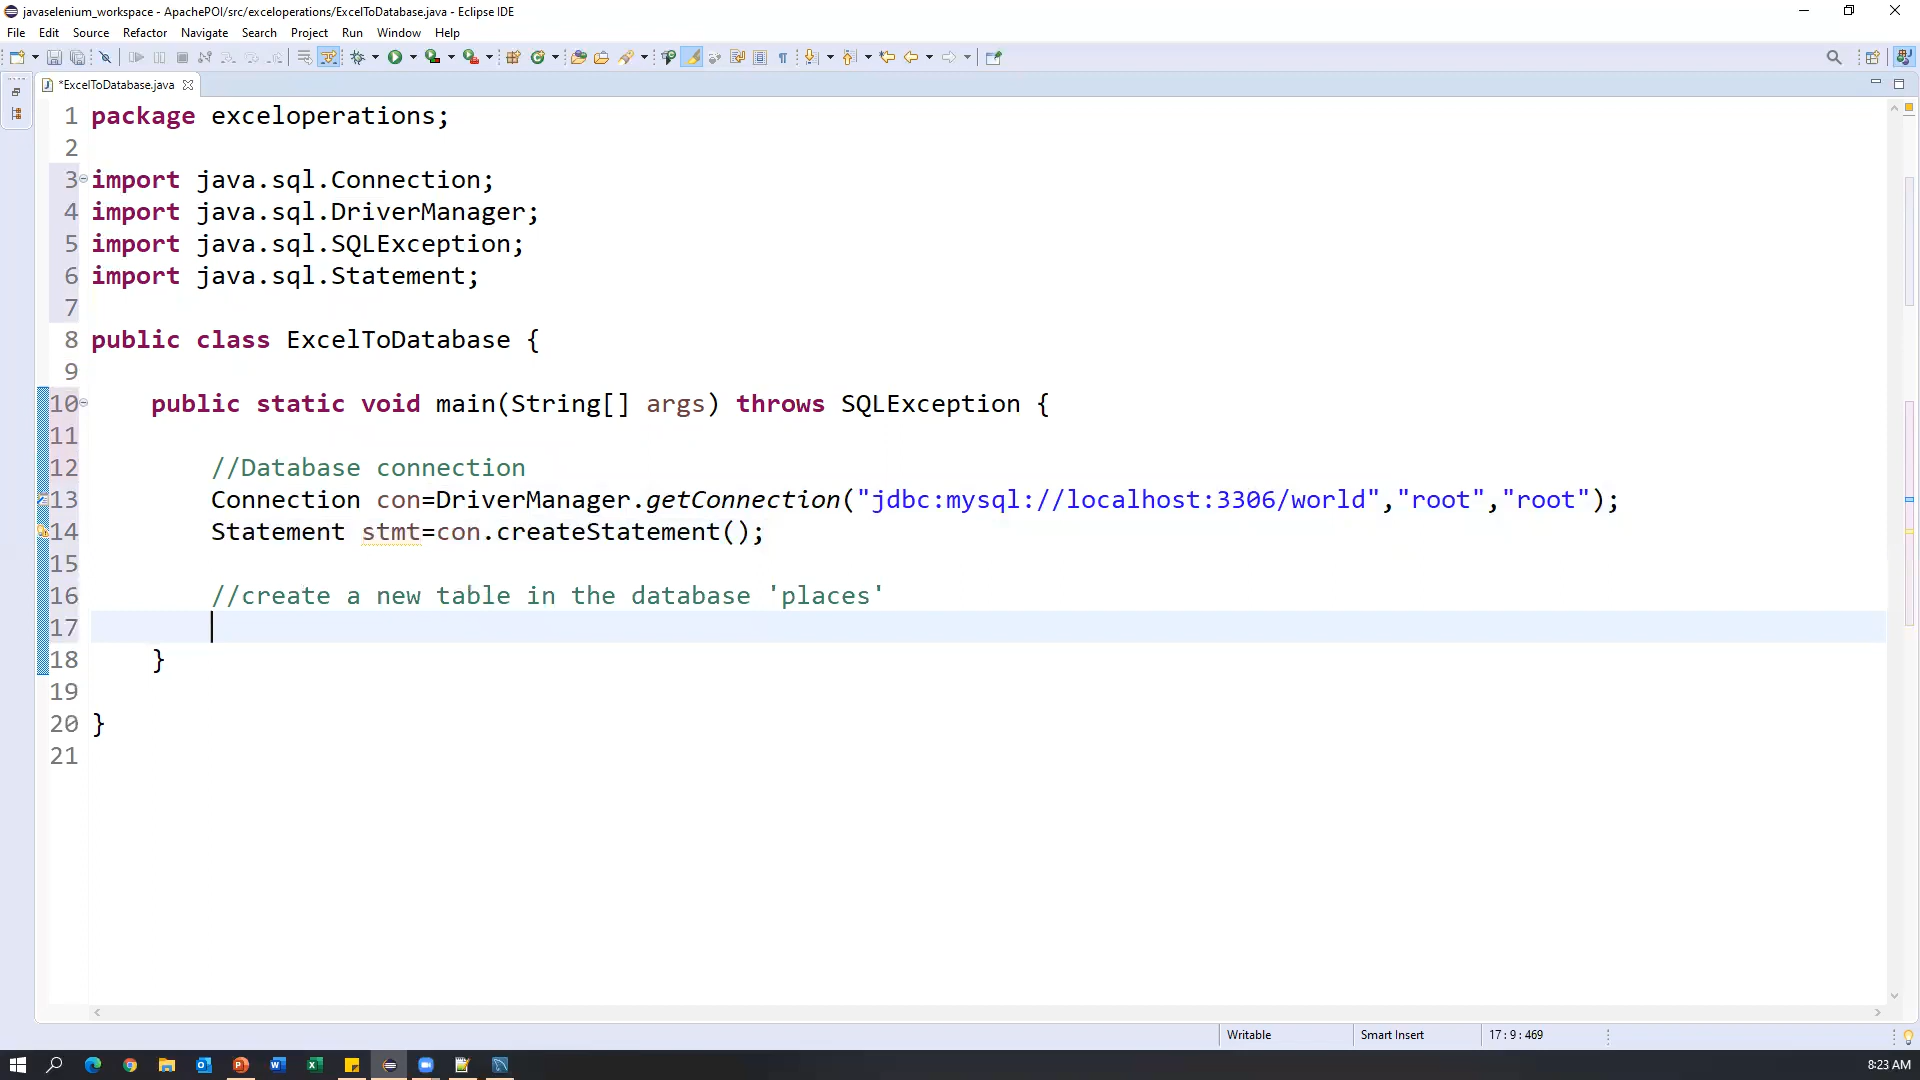 javaselenium_workspace - ApachePOI/src/exceloperations/ExcelToDatabase.java - Eclipse IDE
File Edit Source Refactor Navigate Search Project Run Window Help
*ExcelToDatabase.java
1 package exceloperations;
2
3 import java.sql.Connection;
4 import java.sql.DriverManager;
5 import java.sql.SQLException;
6 import java.sql.Statement;
7
8 public class ExcelToDatabase {
9
10 public static void main(String[] args) throws SQLException {
11
12 //Database connection
13 Connection con=DriverManager.getConnection("jdbc:mysql://localhost:3306/world","root","root");
14 Statement stmt=con.createStatement();
15
16 //create a new table in the database 'places'
17
18 }
19
20 }
21
Writable Smart Insert 17 : 9 : 469
8:23 AM